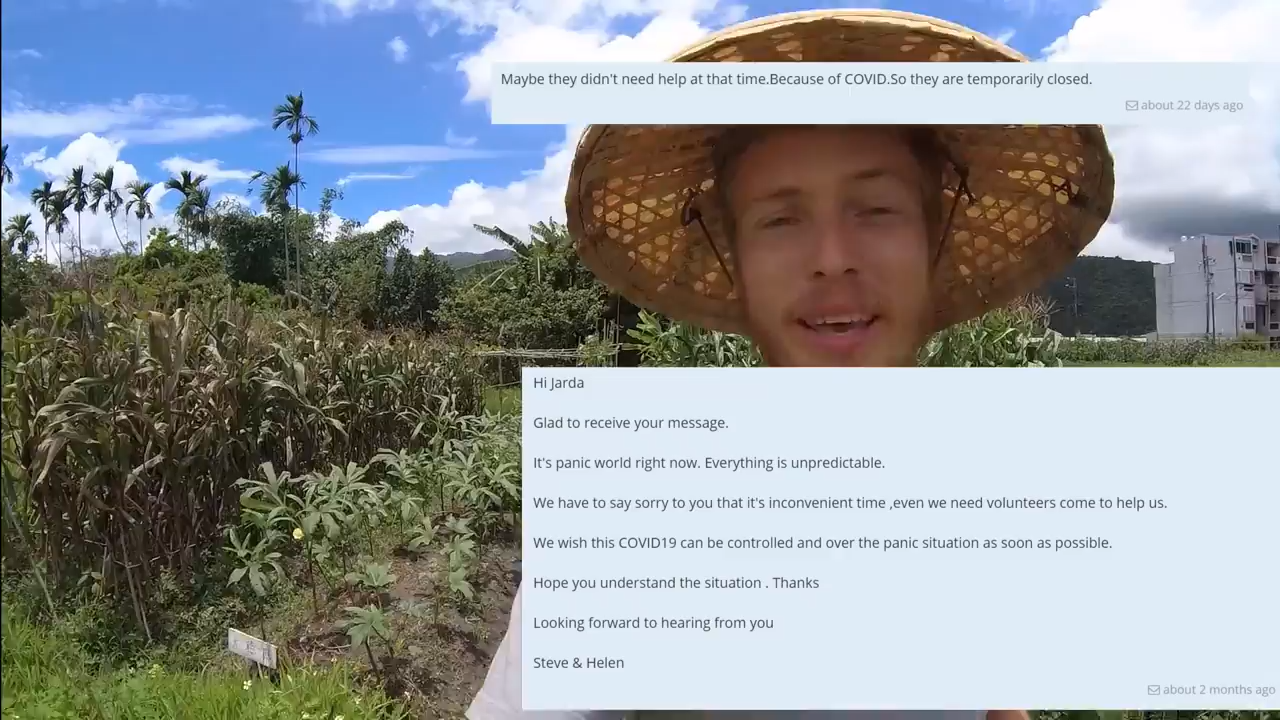 Maybe they didn't need help at that time.Because of COVID.So they are temporarily closed.
about 22 days ago
Hi Jarda
Glad to receive your message.
It's panic world right now. Everything is unpredictable.
We have to say sorry to you that it's inconvenient time ,even we need volunteers come to help us.
We wish this COVID19 can be controlled and over the panic situation as soon as possible.
Hope you understand the situation . Thanks
Looking forward to hearing from you
Steve & Helen
about 2 months ago